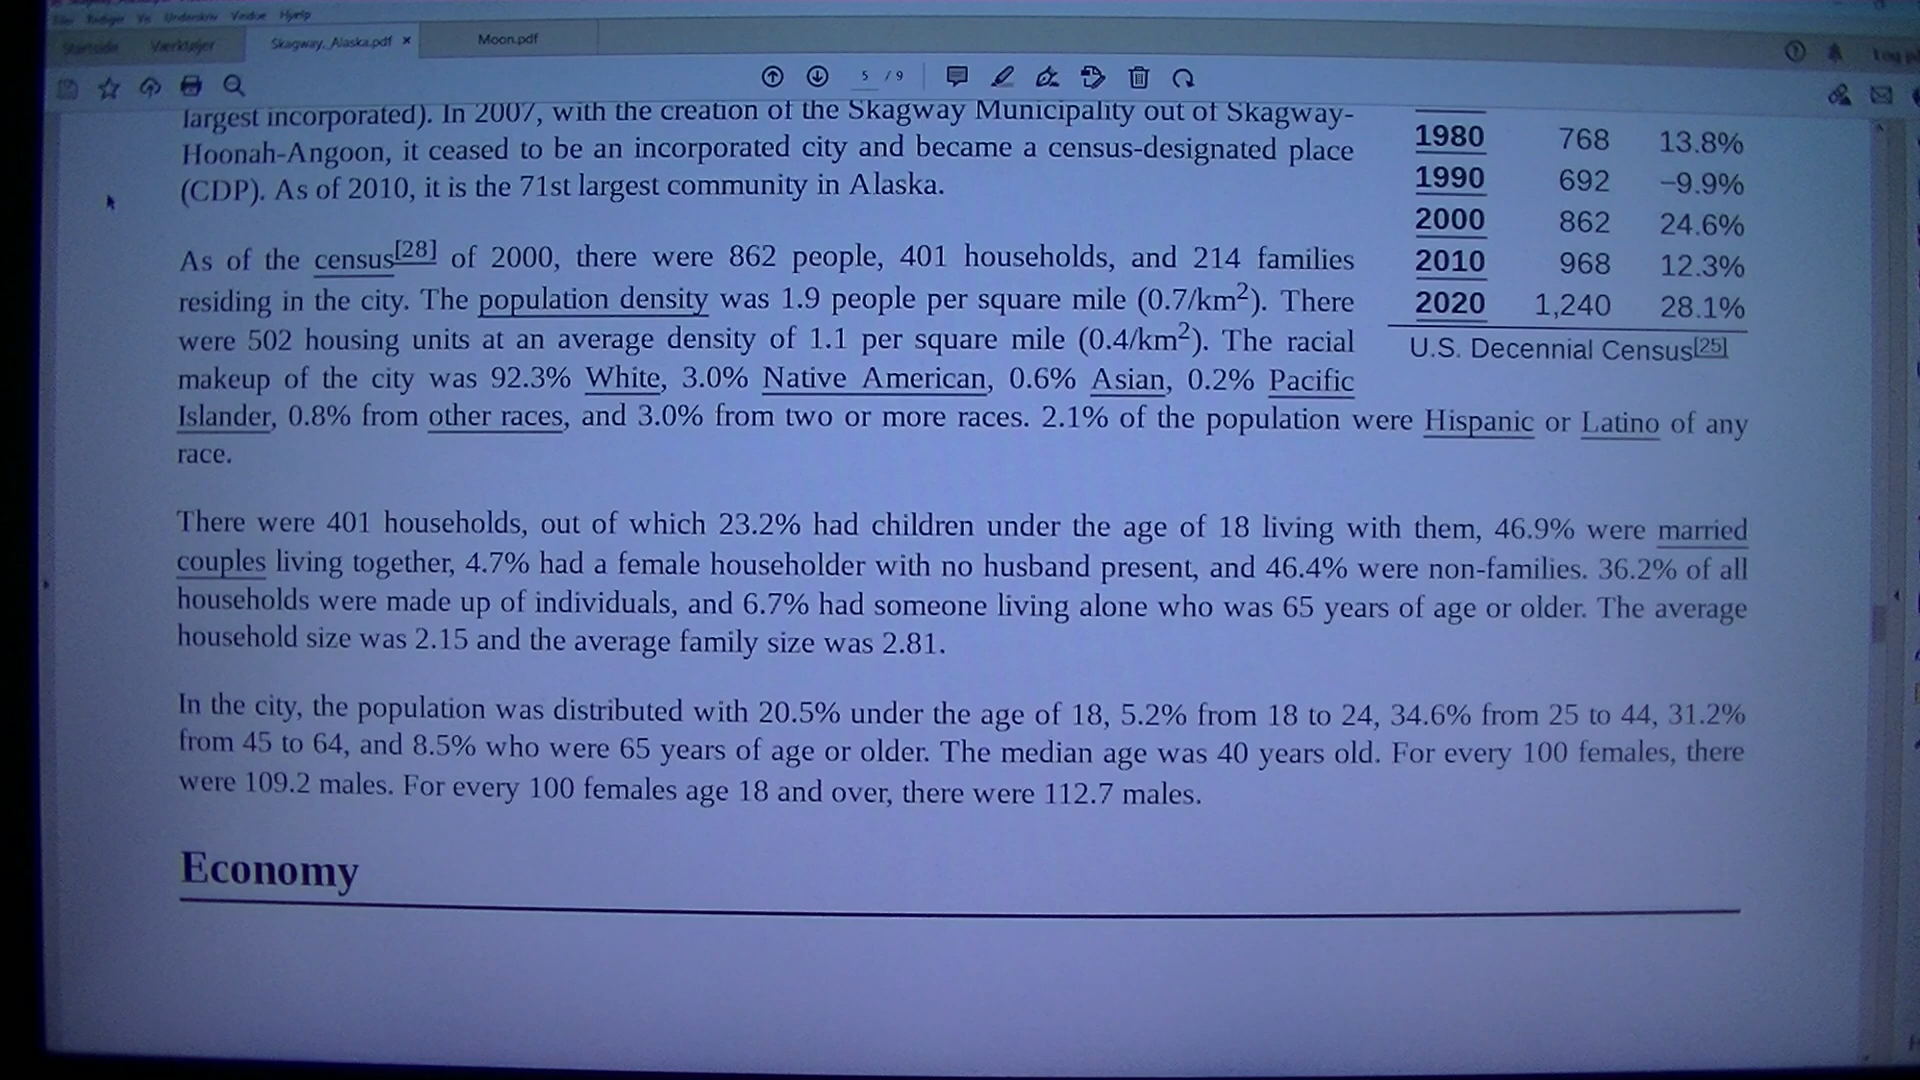 Filer Rediger Vis Underskriv Vindue Hjælp
Startside Værktøjer Skagway,_Alaska.pdf × Moon.pdf
Log på
5 / 9
largest incorporated). In 2007, with the creation of the Skagway Municipality out of Skagway-
Hoonah-Angoon, it ceased to be an incorporated city and became a census-designated place
(CDP). As of 2010, it is the 71st largest community in Alaska.
1980 768 13.8%
1990 692 −9.9%
2000 862 24.6%
2010 968 12.3%
2020 1,240 28.1%
U.S. Decennial Census[25]
As of the census[28] of 2000, there were 862 people, 401 households, and 214 families
residing in the city. The population density was 1.9 people per square mile (0.7/km²). There
were 502 housing units at an average density of 1.1 per square mile (0.4/km²). The racial
makeup of the city was 92.3% White, 3.0% Native American, 0.6% Asian, 0.2% Pacific
Islander, 0.8% from other races, and 3.0% from two or more races. 2.1% of the population were Hispanic or Latino of any
race.
There were 401 households, out of which 23.2% had children under the age of 18 living with them, 46.9% were married
couples living together, 4.7% had a female householder with no husband present, and 46.4% were non-families. 36.2% of all
households were made up of individuals, and 6.7% had someone living alone who was 65 years of age or older. The average
household size was 2.15 and the average family size was 2.81.
In the city, the population was distributed with 20.5% under the age of 18, 5.2% from 18 to 24, 34.6% from 25 to 44, 31.2%
from 45 to 64, and 8.5% who were 65 years of age or older. The median age was 40 years old. For every 100 females, there
were 109.2 males. For every 100 females age 18 and over, there were 112.7 males.
Economy